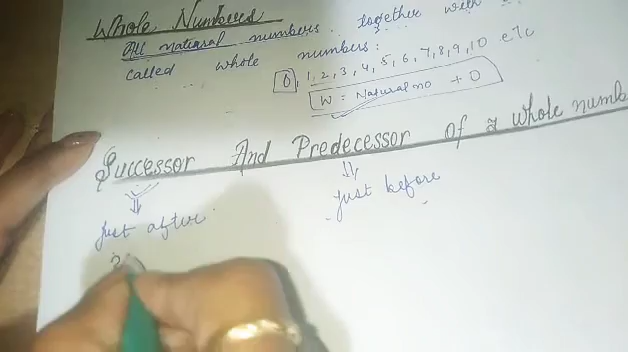 Whole Numbers
All natural numbers together with
called whole numbers:
0, 1, 2, 3, 4, 5, 6, 7, 8, 9, 10 etc
W = Natural no + 0
Successor And Predecessor of a whole numb
Just after just before